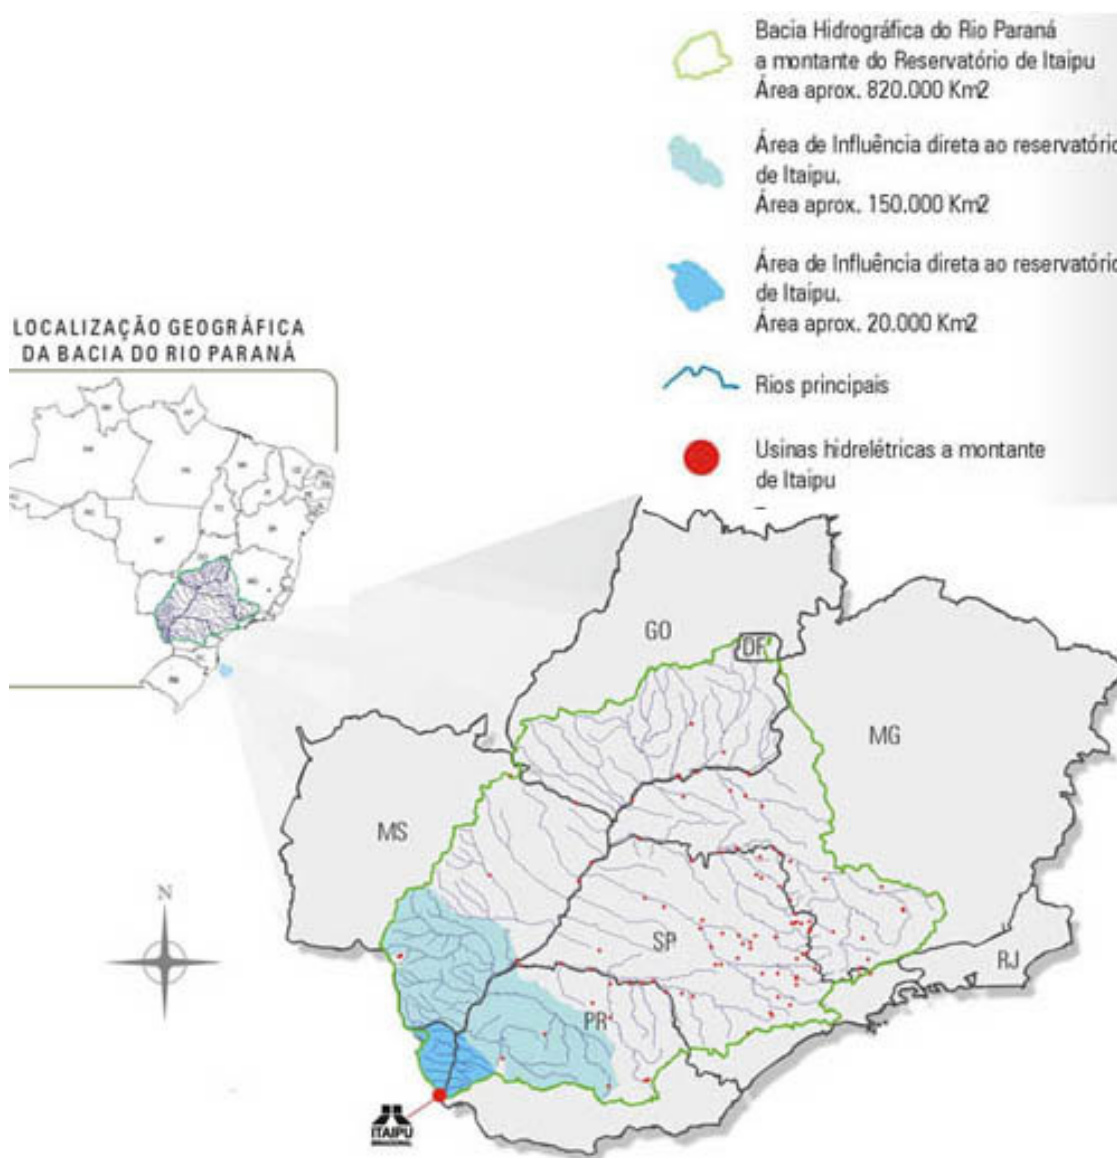 Bacia Hidrográfica do Rio Paraná
a montante do Reservatório de Itaipu
Área aprox. 820.000 Km2
Área de Influência direta ao reservatório
de Itaipu.
Área aprox. 150.000 Km2
Área de Influência direta ao reservatório
de Itaipu.
Área aprox. 20.000 Km2
Rios principais
Usinas hidrelétricas a montante
de Itaipu
LOCALIZAÇÃO GEOGRÁFICA
DA BACIA DO RIO PARANÁ
GO
DF
MG
MS
N
SP
RJ
PR
ITAIPU
BINACIONAL